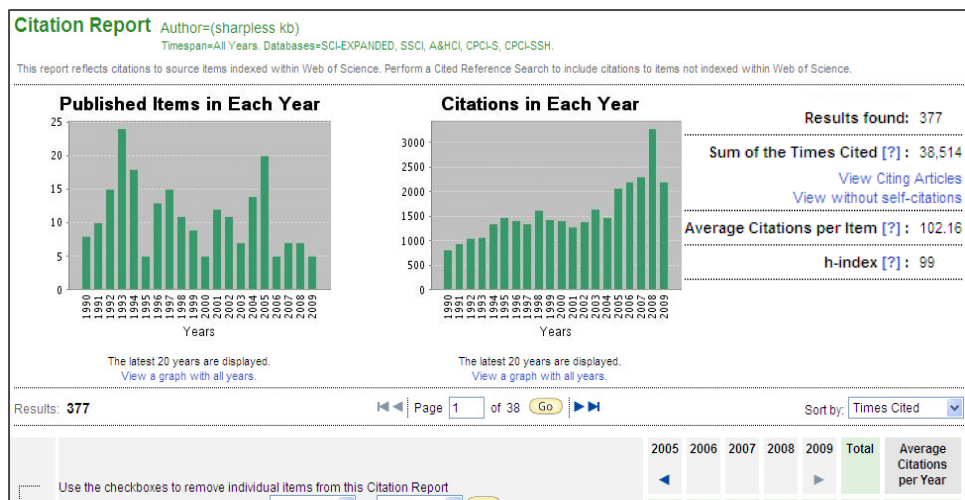 Citation Report Author=(sharpless kb)
Timespan=All Years. Databases=SCI-EXPANDED, SSCI, A&HCI, CPCI-S, CPCI-SSH.
This report reflects citations to source items indexed within Web of Science. Perform a Cited Reference Search to include citations to items not indexed within Web of Science.
Published Items in Each Year
25
20
15
10
5
0
1990 1991 1992 1993 1994 1995 1996 1997 1998 1999 2000 2001 2002 2003 2004 2005 2006 2007 2008 2009
Years
The latest 20 years are displayed.
View a graph with all years.
Citations in Each Year
3000
2500
2000
1500
1000
500
0
1990 1991 1992 1993 1994 1995 1996 1997 1998 1999 2000 2001 2002 2003 2004 2005 2006 2007 2008 2009
Years
The latest 20 years are displayed.
View a graph with all years.
Results found: 377
Sum of the Times Cited [?] : 38,514
View Citing Articles
View without self-citations
Average Citations per Item [?] : 102.16
h-index [?] : 99
Results: 377 Page 1 of 38 Go Sort by: Times Cited
2005 2006 2007 2008 2009 Total Average
Citations
per Year
Use the checkboxes to remove individual items from this Citation Report